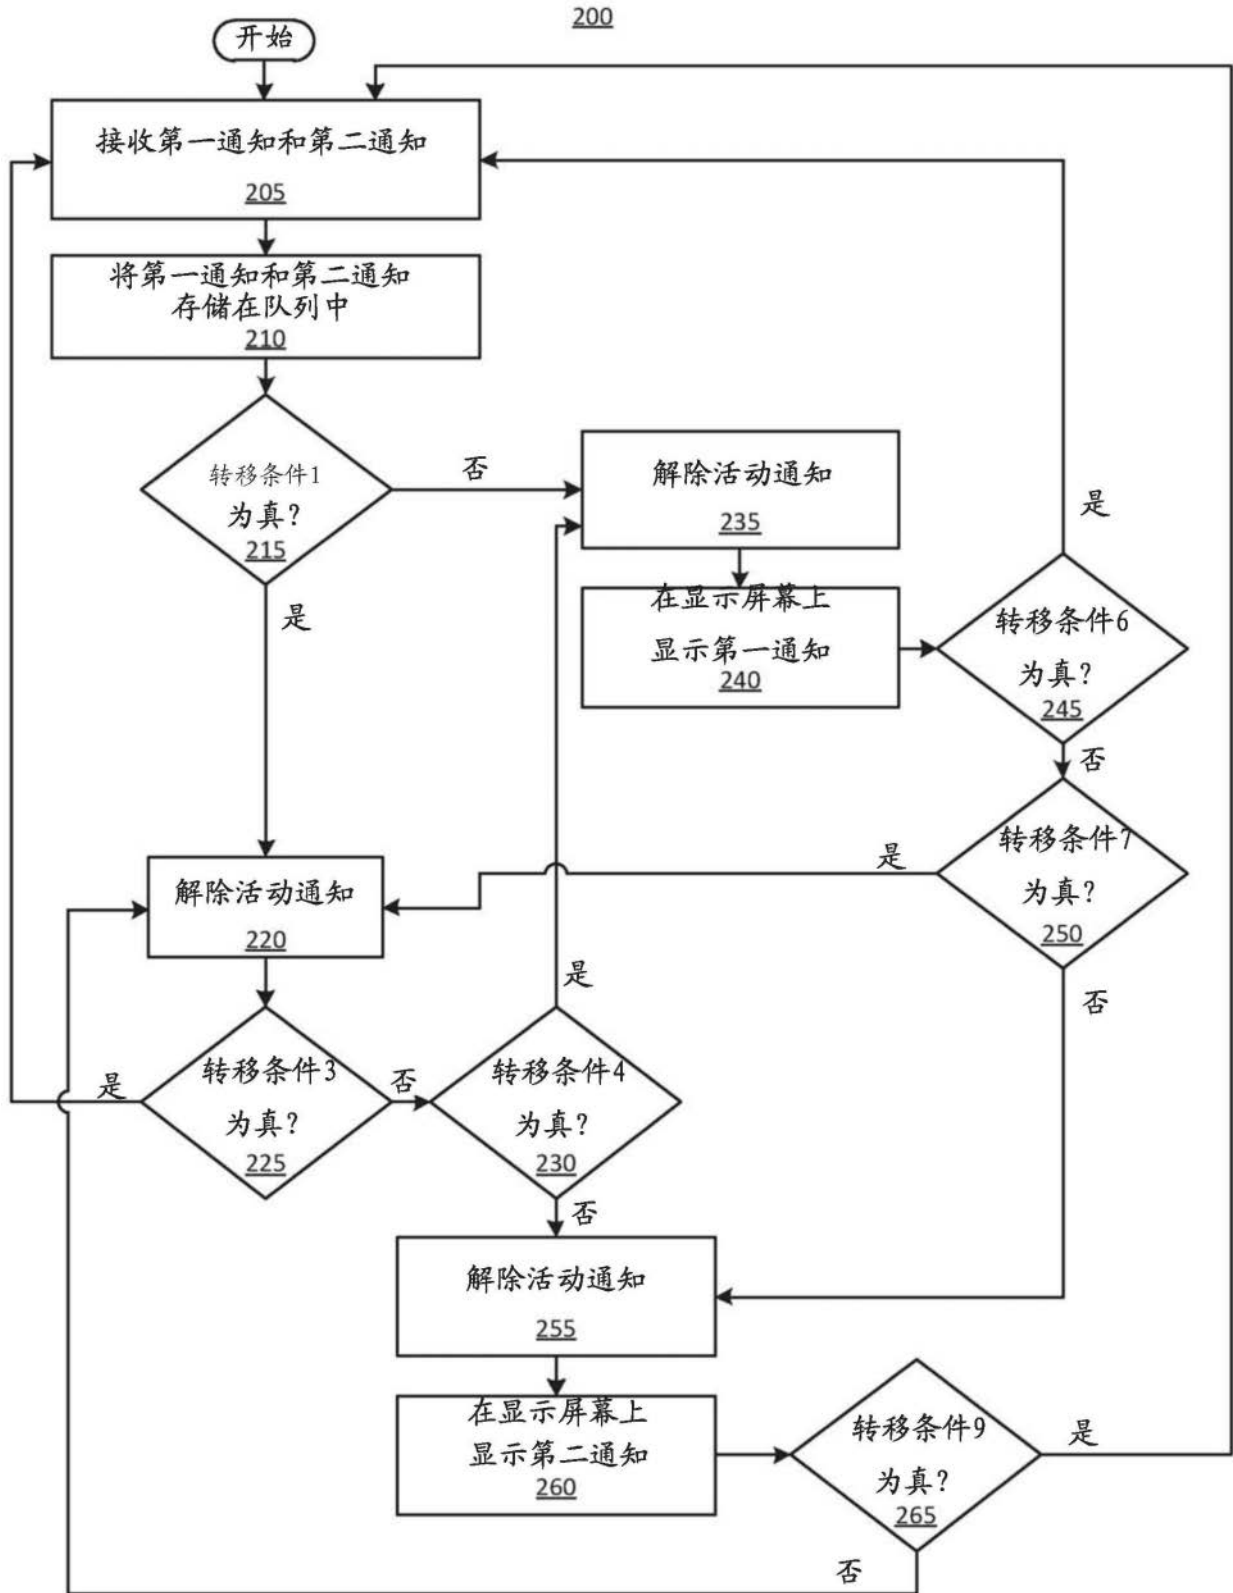 200
开始
接收第一通知和第二通知
205
将第一通知和第二通知
存储在队列中
210
转移条件1
为真?
215
否
是
解除活动通知
235
在显示屏幕上
显示第一通知
240
转移条件6
为真?
245
是
否
转移条件7
为真?
250
是
否
解除活动通知
220
转移条件3
为真?
225
是
否
转移条件4
为真?
230
是
否
解除活动通知
255
在显示屏幕上
显示第二通知
260
转移条件9
为真?
265
是
否